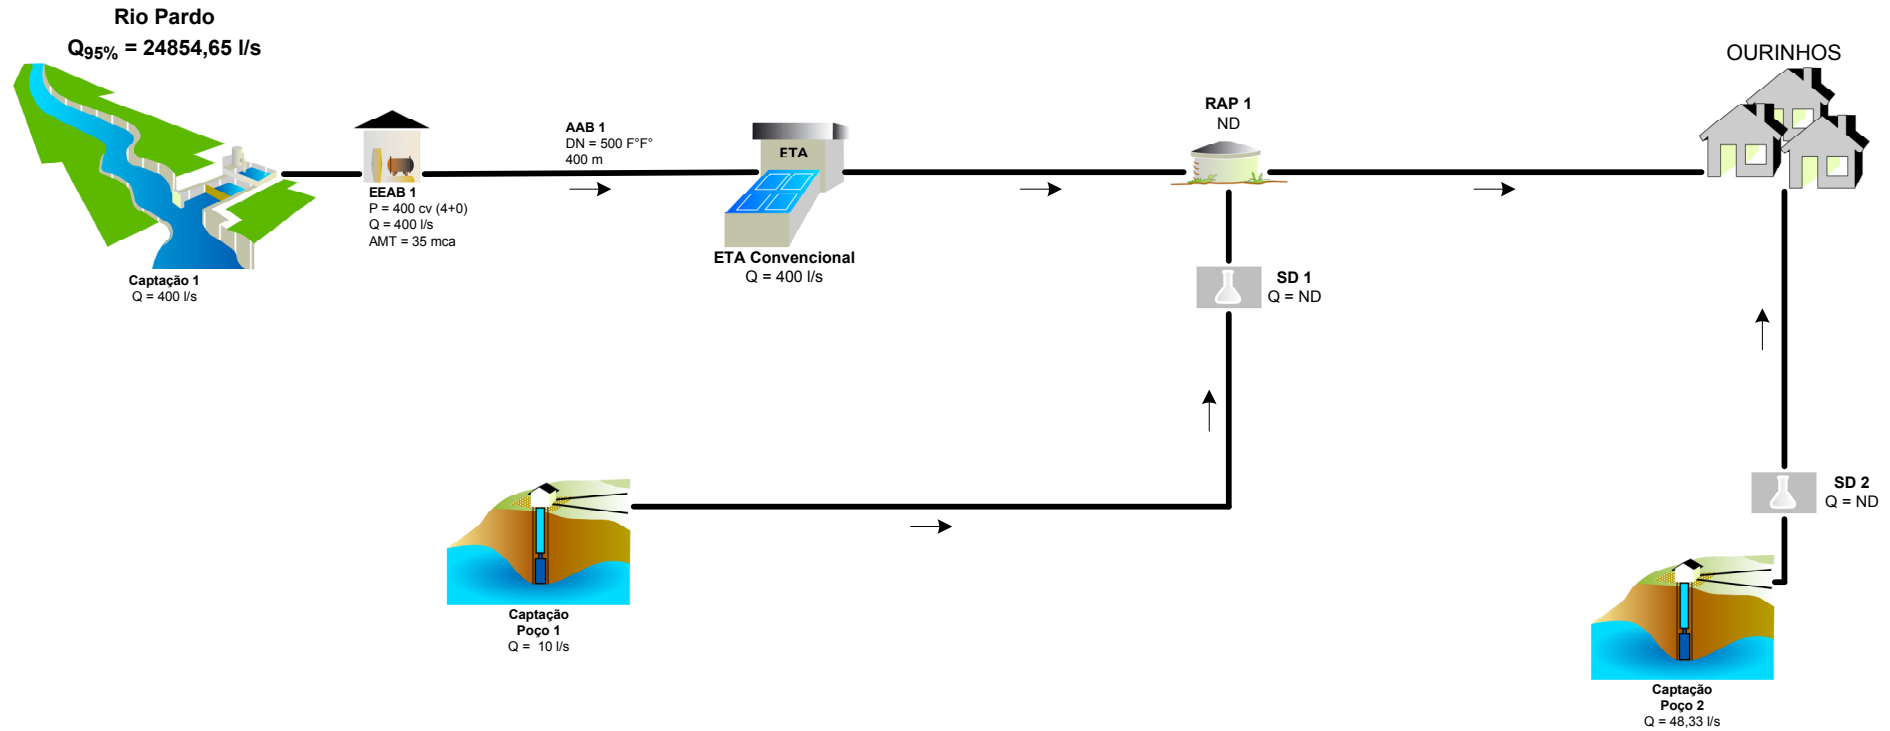 Rio Pardo
Q95% = 24854,65 l/s
Captação 1
Q = 400 l/s
EEAB 1
P = 400 cv (4+0)
Q = 400 l/s
AMT = 35 mca
AAB 1
DN = 500 F°F°
400 m
ETA
ETA Convencional
Q = 400 l/s
RAP 1
ND
OURINHOS
SD 1
Q = ND
SD 2
Q = ND
Captação
Poço 1
Q =  10 l/s
Captação
Poço 2
Q = 48,33 l/s